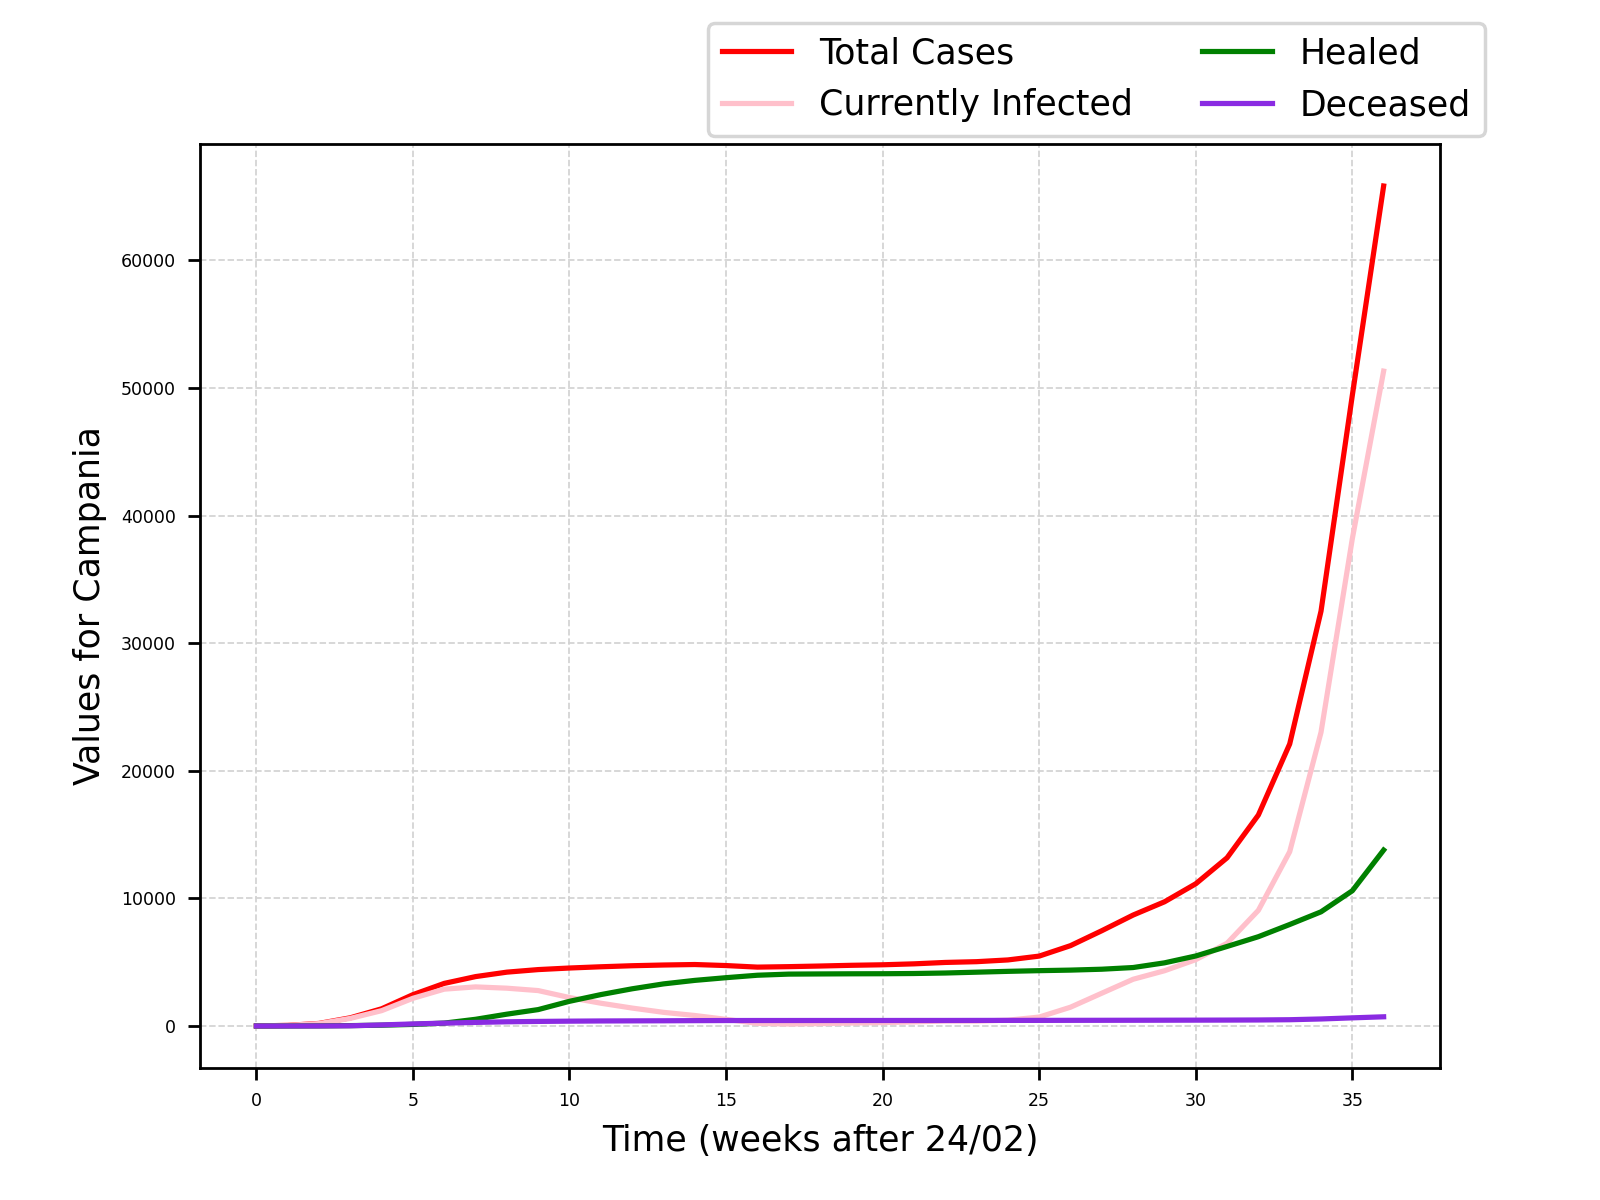 Total Cases
Currently Infected
Healed
Deceased
Values for Campania
60000
50000
40000
30000
20000
10000
0
0 5 10 15 20 25 30 35
Time (weeks after 24/02)